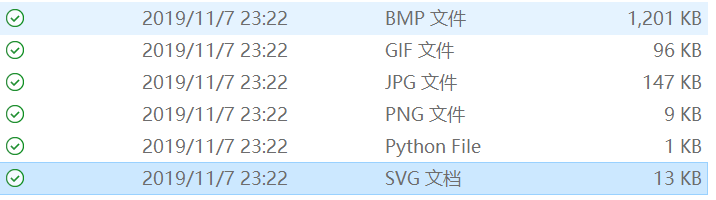 2019/11/7 23:22 BMP 文件 1,201 KB
2019/11/7 23:22 GIF 文件 96 KB
2019/11/7 23:22 JPG 文件 147 KB
2019/11/7 23:22 PNG 文件 9 KB
2019/11/7 23:22 Python File 1 KB
2019/11/7 23:22 SVG 文档 13 KB